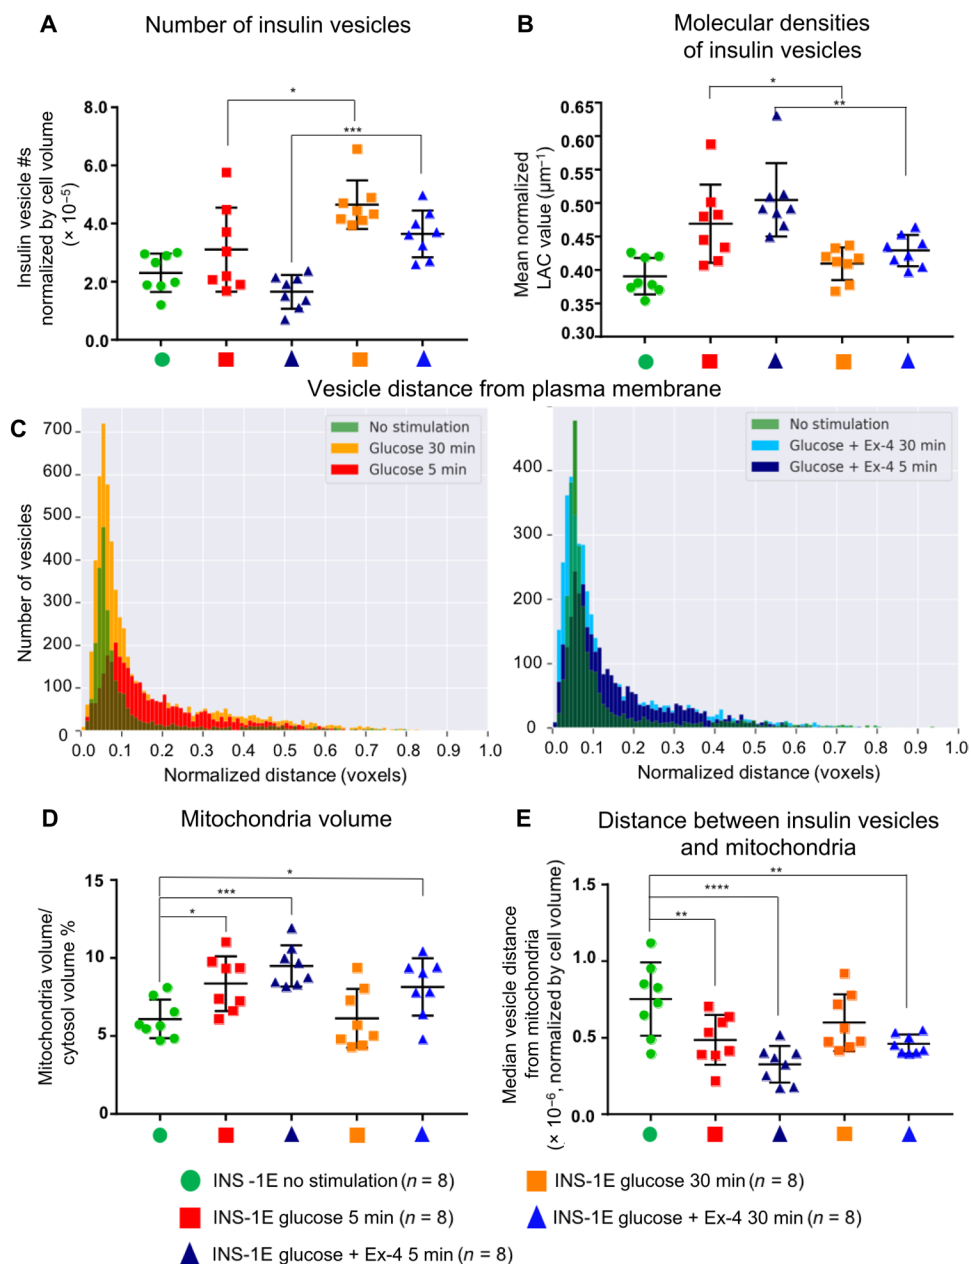 A
Number of insulin vesicles
Insulin vesicle #s
normalized by cell volume
(× 10⁻⁵)
8.0
6.0
4.0
2.0
0.0
*
***
B
Molecular densities
of insulin vesicles
Mean normalized
LAC value (µm⁻¹)
0.65
0.60
0.55
0.50
0.45
0.40
0.35
0.30
*
**
Vesicle distance from plasma membrane
C
Number of vesicles
700
600
500
400
300
200
100
0
No stimulation
Glucose 30 min
Glucose 5 min
0.0 0.1 0.2 0.3 0.4 0.5 0.6 0.7 0.8 0.9 1.0
Normalized distance (voxels)
400
300
200
100
0
No stimulation
Glucose + Ex-4 30 min
Glucose + Ex-4 5 min
0.0 0.1 0.2 0.3 0.4 0.5 0.6 0.7 0.8 0.9 1.0
Normalized distance (voxels)
D
Mitochondria volume
Mitochondria volume/
cytosol volume %
15
10
5
0
*
***
*
E
Distance between insulin vesicles
and mitochondria
Median vesicle distance
from mitochondria
(× 10⁻⁶, normalized by cell volume)
1.5
1.0
0.5
0.0
**
****
**
INS -1E no stimulation (n = 8)
INS-1E glucose 5 min (n = 8)
INS-1E glucose + Ex-4 5 min (n = 8)
INS-1E glucose 30 min (n = 8)
INS-1E glucose + Ex-4 30 min (n = 8)